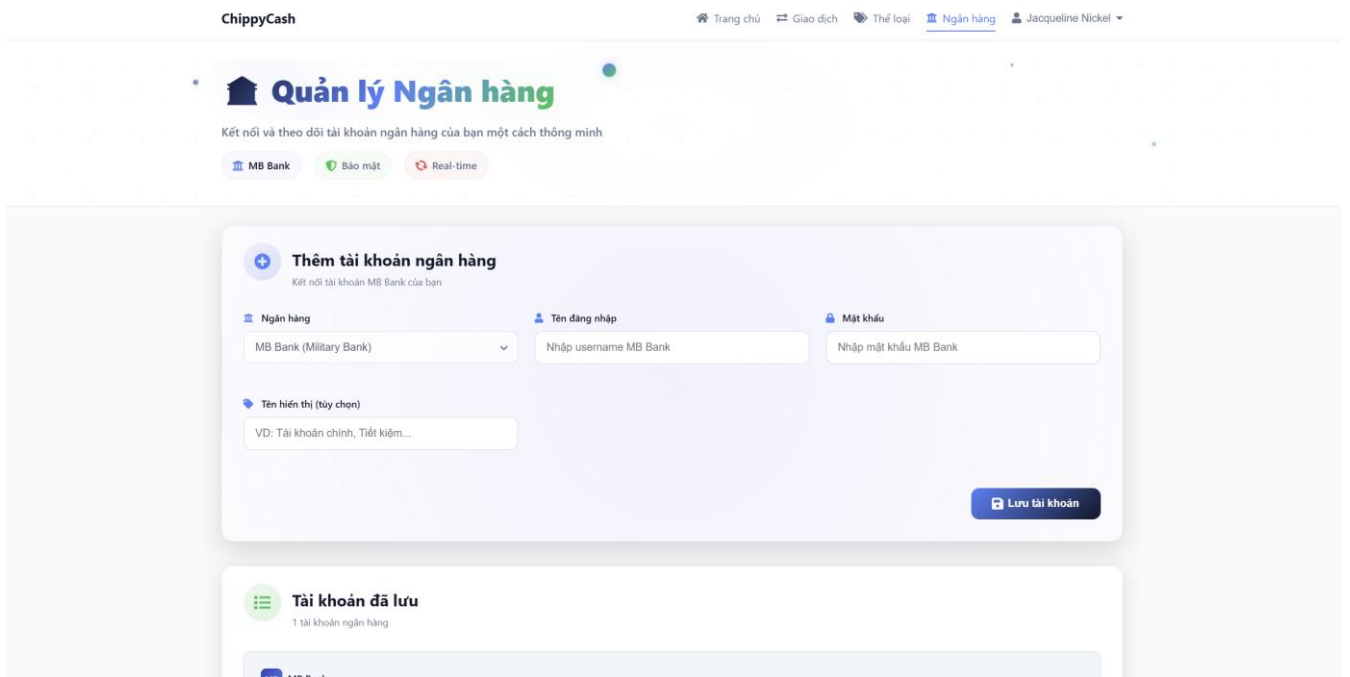 ChippyCash
Trang chủ Giao dịch Thể loại Ngân hàng Jacqueline Nickel
Quản lý Ngân hàng
Kết nối và theo dõi tài khoản ngân hàng của bạn một cách thông minh
MB Bank Bảo mật Real-time
Thêm tài khoản ngân hàng
Kết nối tài khoản MB Bank của bạn
Ngân hàng Tên đăng nhập Mật khẩu
MB Bank (Military Bank) Nhập username MB Bank Nhập mật khẩu MB Bank
Tên hiển thị (tùy chọn)
VD: Tài khoản chính, Tiết kiệm...
Lưu tài khoản
Tài khoản đã lưu
1 tài khoản ngân hàng